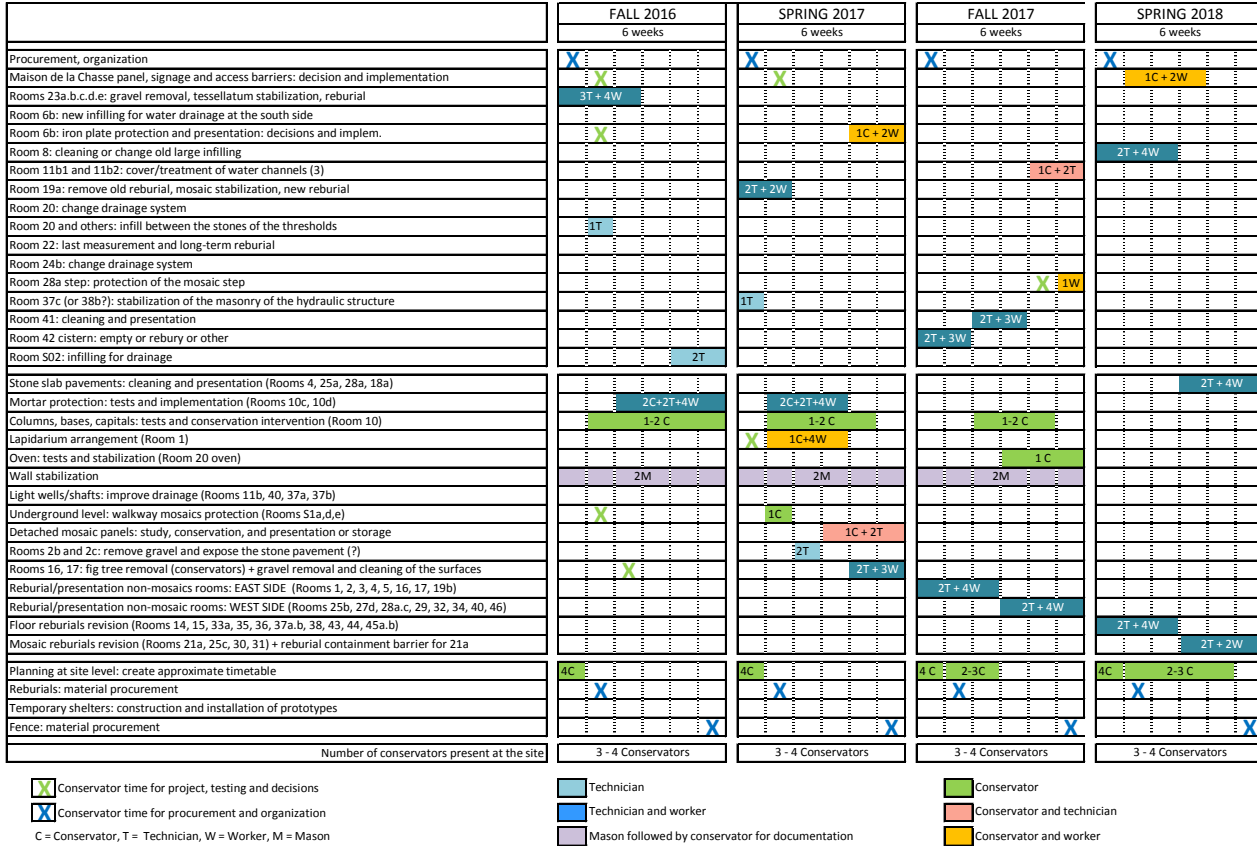 FALL 2016 SPRING 2017 FALL 2017 SPRING 2018
6 weeks 6 weeks 6 weeks 6 weeks
Procurement, organization X X X X
Maison de la Chasse panel, signage and access barriers: decision and implementation X X 1C + 2W
Rooms 23a.b.c.d.e: gravel removal, tessellatum stabilization, reburial 3T + 4W
Room 6b: new infilling for water drainage at the south side
Room 6b: iron plate protection and presentation: decisions and implem. X 1C + 2W
Room 8: cleaning or change old large infilling 2T + 4W
Room 11b1 and 11b2: cover/treatment of water channels (3) 1C + 2T
Room 19a: remove old reburial, mosaic stabilization, new reburial 2T + 2W
Room 20: change drainage system
Room 20 and others: infill between the stones of the thresholds 1T
Room 22: last measurement and long-term reburial
Room 24b: change drainage system
Room 28a step: protection of the mosaic step X 1W
Room 37c (or 38b?): stabilization of the masonry of the hydraulic structure 1T
Room 41: cleaning and presentation 2T + 3W
Room 42 cistern: empty or rebury or other 2T + 3W
Room S02: infilling for drainage 2T
Stone slab pavements: cleaning and presentation (Rooms 4, 25a, 28a, 18a) 2T + 4W
Mortar protection: tests and implementation (Rooms 10c, 10d) 2C+2T+4W 2C+2T+4W
Columns, bases, capitals: tests and conservation intervention (Room 10) 1-2 C 1-2 C 1-2 C
Lapidarium arrangement (Room 1) X 1C+4W
Oven: tests and stabilization (Room 20 oven) 1 C
Wall stabilization 2M 2M 2M
Light wells/shafts: improve drainage (Rooms 11b, 40, 37a, 37b)
Underground level: walkway mosaics protection (Rooms S1a,d,e) X 1C
Detached mosaic panels: study, conservation, and presentation or storage 1C + 2T
Rooms 2b and 2c: remove gravel and expose the stone pavement (?) 2T
Rooms 16, 17: fig tree removal (conservators) + gravel removal and cleaning of the surfaces X 2T + 3W
Reburial/presentation non-mosaics rooms: EAST SIDE (Rooms 1, 2, 3, 4, 5, 16, 17, 19b) 2T + 4W
Reburial/presentation non-mosaic rooms: WEST SIDE (Rooms 25b, 27d, 28a.c, 29, 32, 34, 40, 46) 2T + 4W
Floor reburials revision (Rooms 14, 15, 33a, 35, 36, 37a.b, 38, 43, 44, 45a.b) 2T + 4W
Mosaic reburials revision (Rooms 21a, 25c, 30, 31) + reburial containment barrier for 21a 2T + 2W
Planning at site level: create approximate timetable 4C 4C 4 C 2-3C 4C 2-3 C
Reburials: material procurement X X X X
Temporary shelters: construction and installation of prototypes
Fence: material procurement X X X X
Number of conservators present at the site 3 - 4 Conservators 3 - 4 Conservators 3 - 4 Conservators 3 - 4 Conservators
X Conservator time for project, testing and decisions Technician Conservator
X Conservator time for procurement and organization Technician and worker Conservator and technician
C = Conservator, T = Technician, W = Worker, M = Mason Mason followed by conservator for documentation Conservator and worker